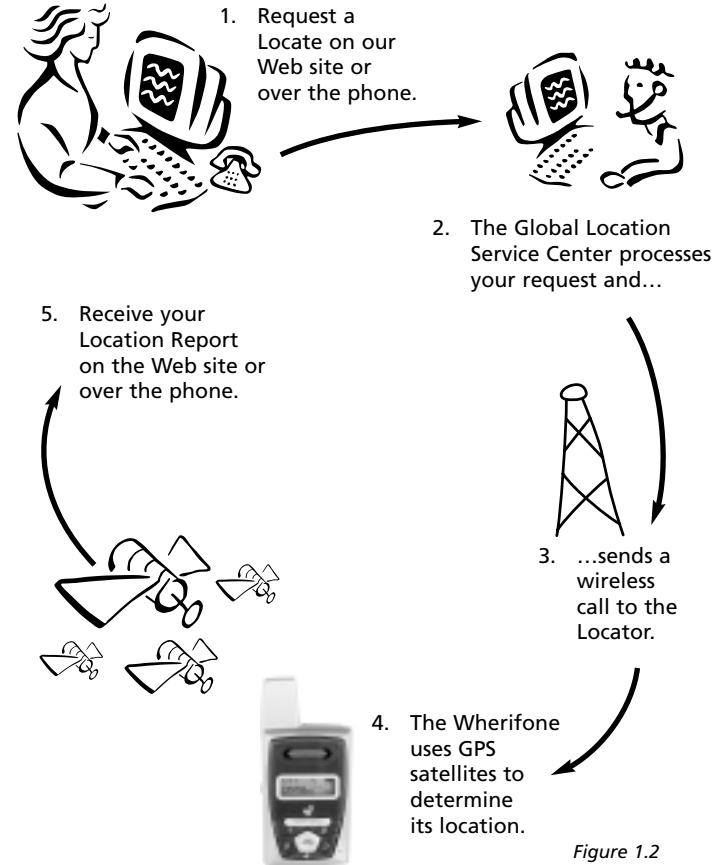 1. Request a
Locate on our
Web site or
over the phone.
2. The Global Location
Service Center processes
your request and…
3. …sends a
wireless
call to the
Locator.
4. The Wherifone
uses GPS
satellites to
determine
its location.
5. Receive your
Location Report
on the Web site or
over the phone.
Figure 1.2